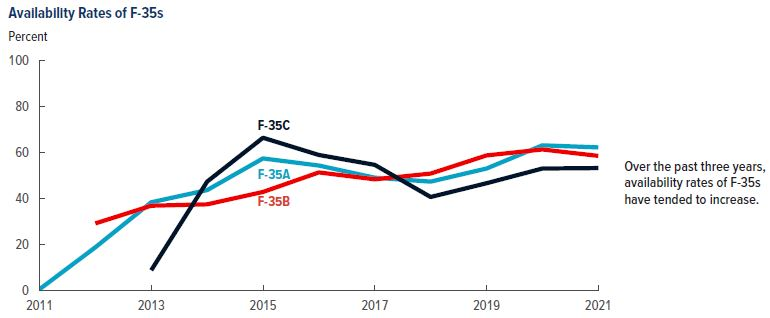 Availability Rates of F-35s
Percent
100
80
60
40
20
0
F-35C
F-35A
F-35B
2011
2013
2015
2017
2019
2021
Over the past three years,
availability rates of F-35s
have tended to increase.